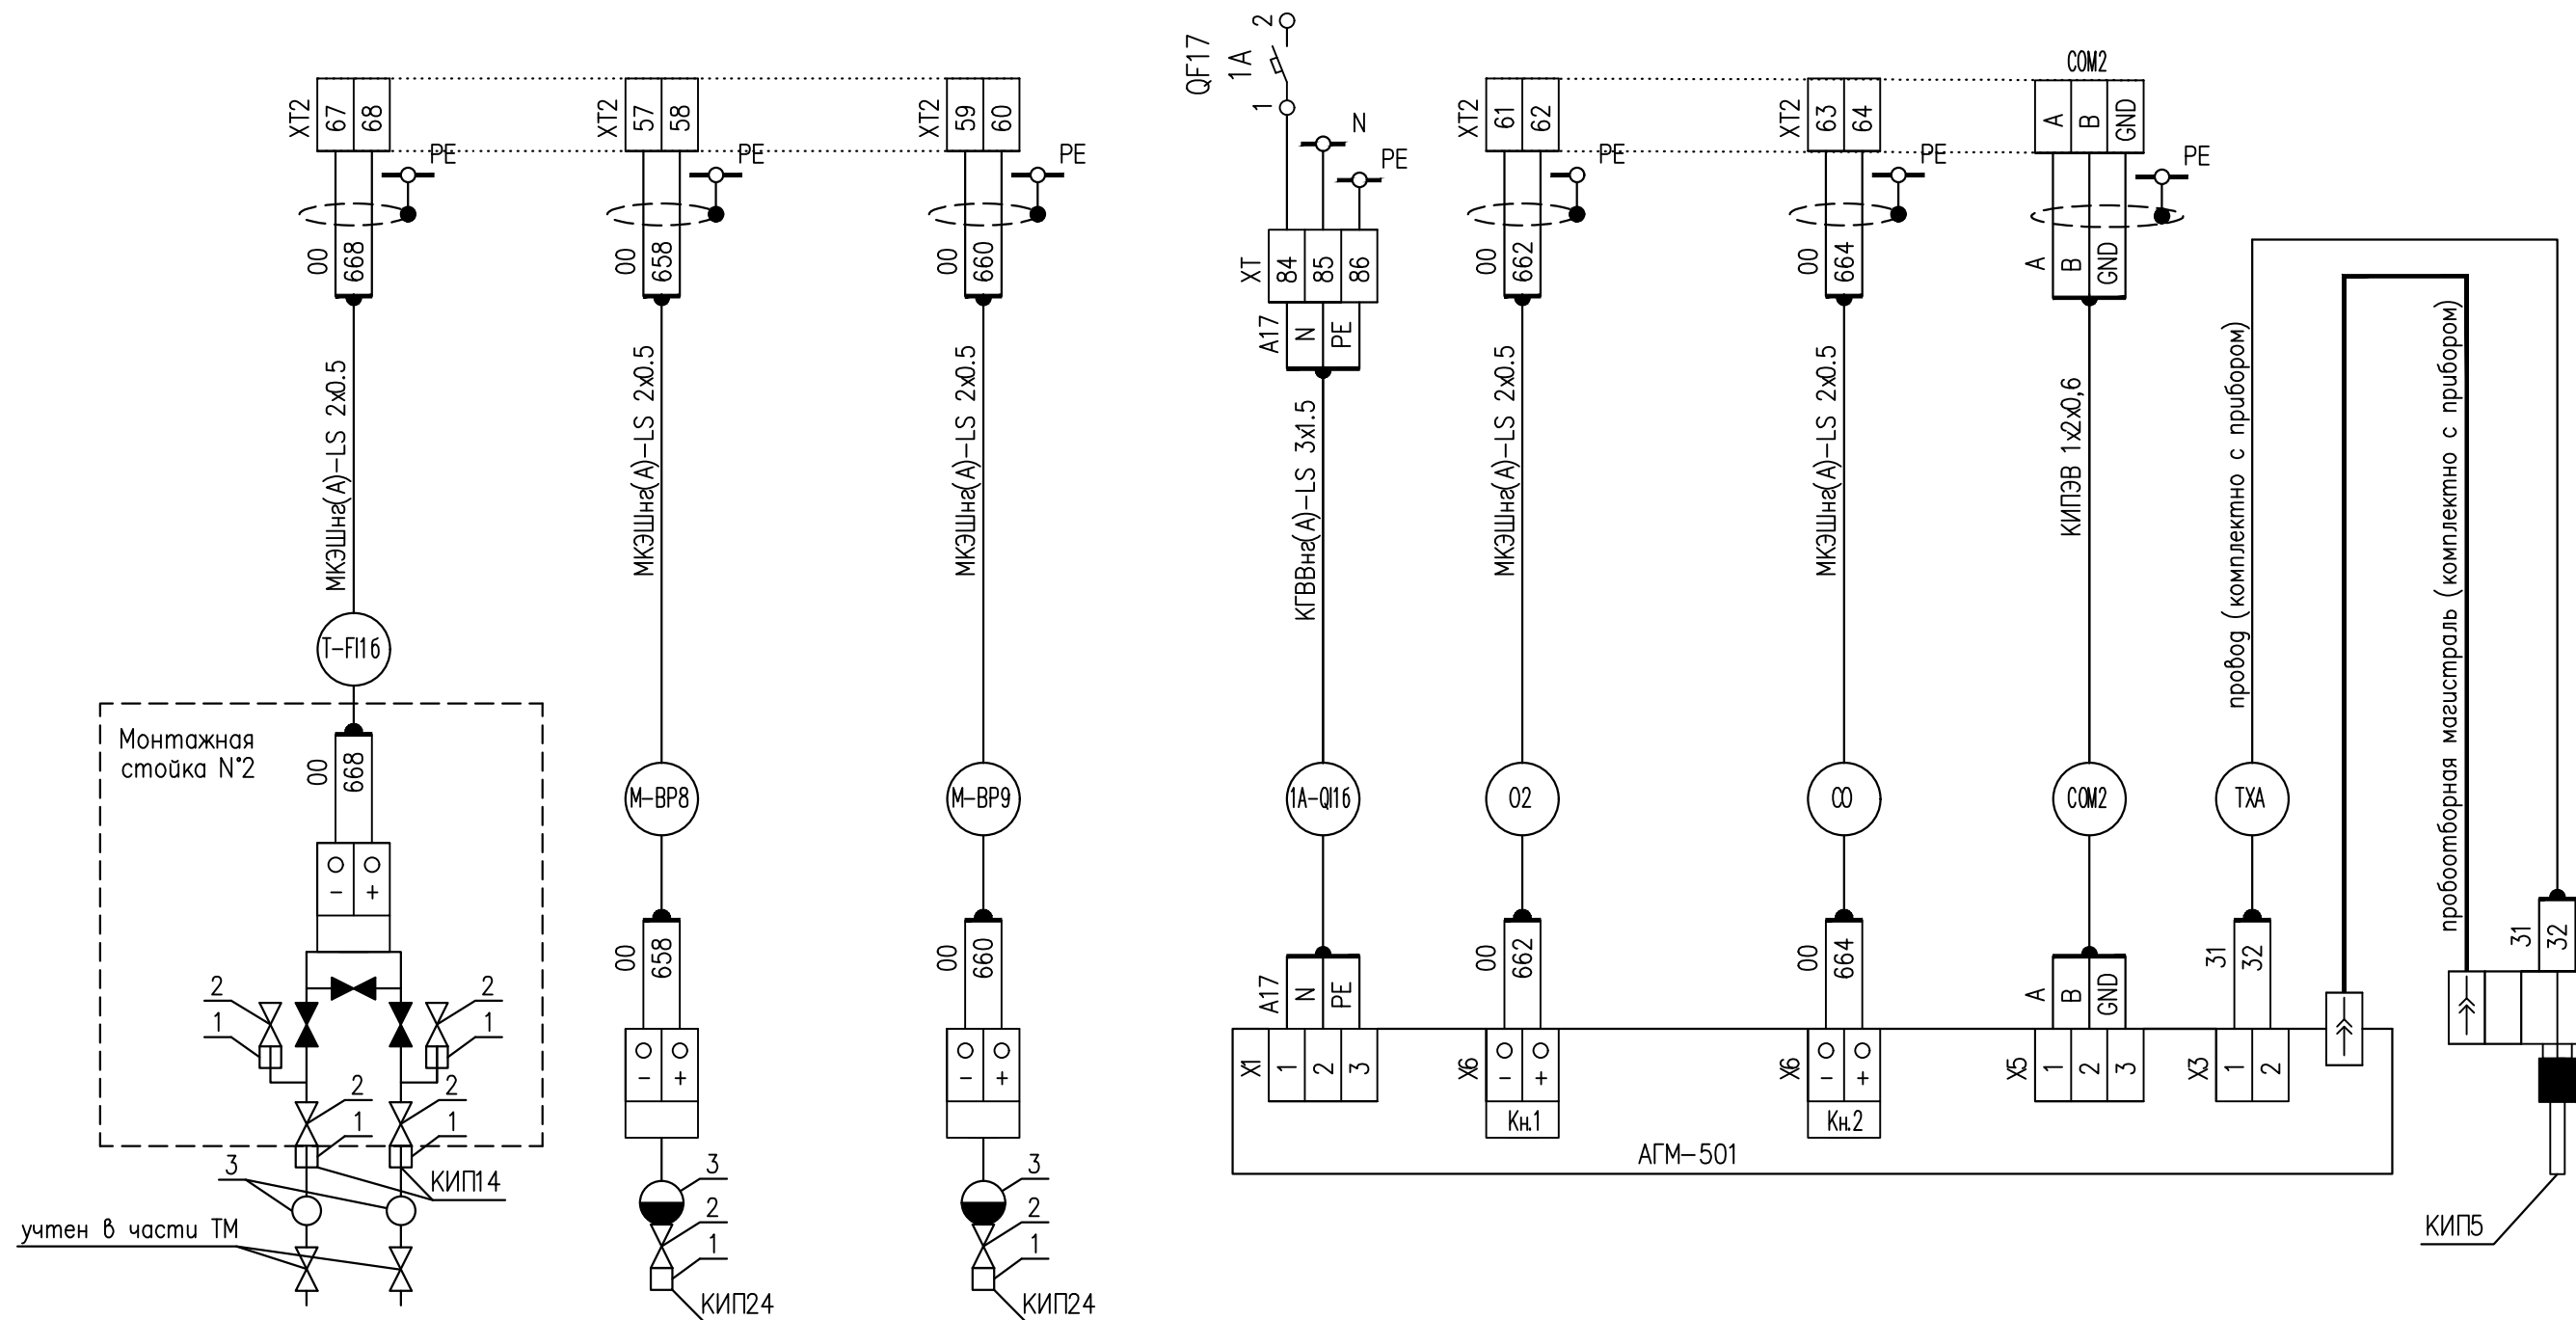 QF17
1А
2
1
N
PE
COM2
XT2
67
68
PE
XT2
57
58
PE
XT2
59
60
PE
XT2
61
62
PE
XT2
63
64
PE
A
B
GND
PE
00
668
00
658
00
660
XT
84
85
86
A17
N
PE
00
662
00
664
A
B
GND
МКЭШнг(А)-LS 2x0.5
МКЭШнг(А)-LS 2x0.5
МКЭШнг(А)-LS 2x0.5
КГВВнг(А)-LS 3x1.5
МКЭШнг(А)-LS 2x0.5
МКЭШнг(А)-LS 2x0.5
КИПЭВ 1x2x0,6
провод (комплектно с прибором)
пробоотборная магистраль (комплектно с прибором)
T-FI1б
M-BP8
M-BP9
1A-QI1б
O2
CO
COM2
TXA
Монтажная
стойка N°2
00
668
- +
2
1
2
1
2
1
2
1
3
КИП14
учтен в части ТМ
00
658
- +
3
2
1
КИП24
00
660
- +
3
2
1
КИП24
A17
N
PE
X1
1
2
3
00
662
X6
- +
Кн.1
00
664
X6
- +
Кн.2
A
B
GND
X5
1
2
3
31
32
X3
1
2
31
32
АГМ-501
КИП5